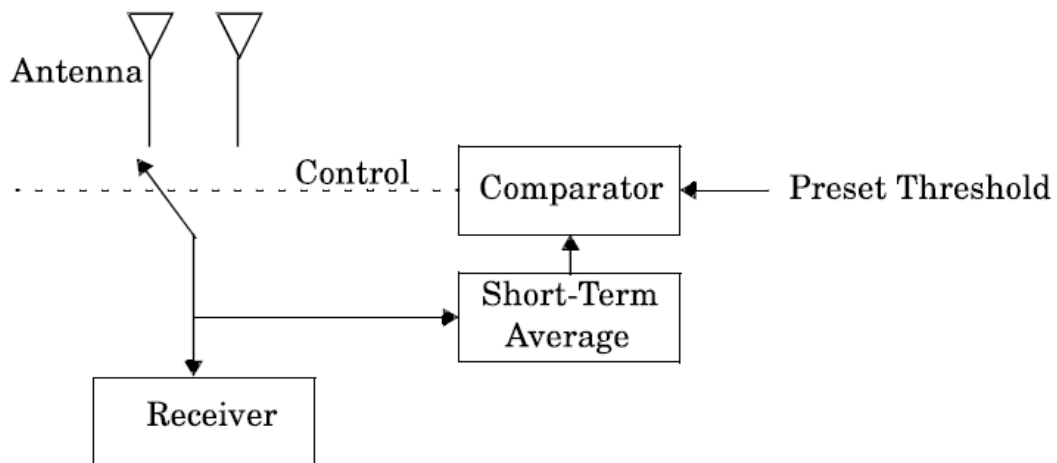 Antenna
Control
Comparator
Preset Threshold
Short-Term
Average
Receiver